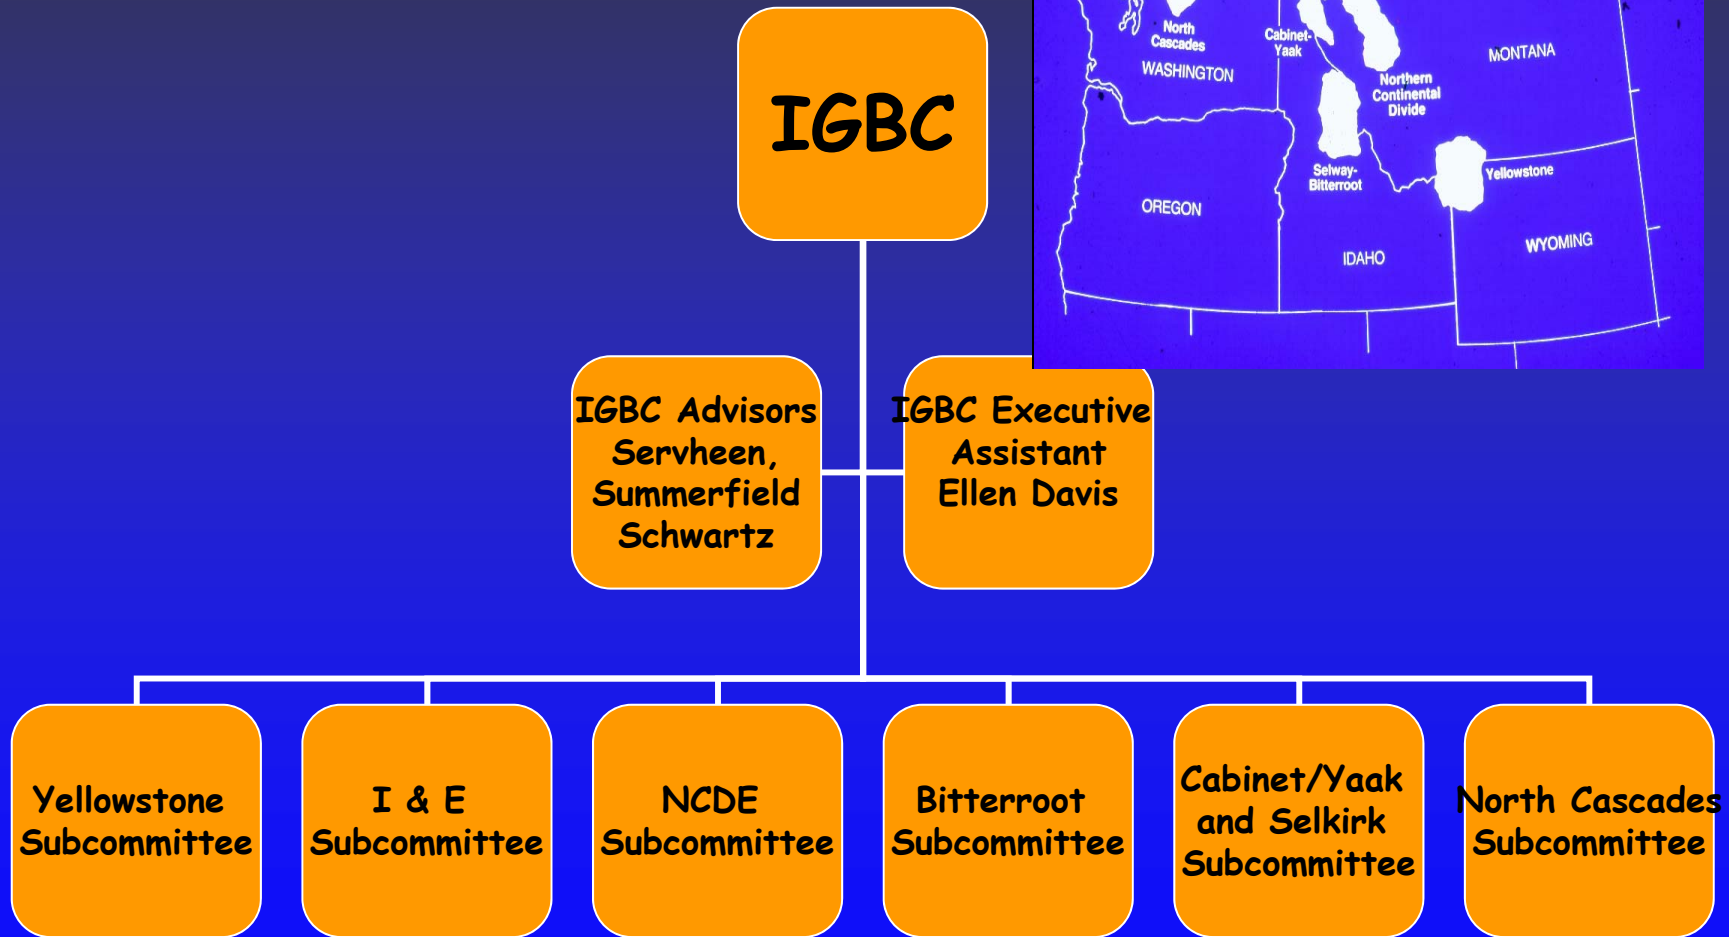 IGBC
North
Cascades
WASHINGTON
Cabinet-
Yaak
MONTANA
Northern
Continental
Divide
Selway-
Bitterroot
Yellowstone
OREGON
IDAHO
WYOMING
IGBC Advisors
Servheen,
Summerfield
Schwartz
IGBC Executive
Assistant
Ellen Davis
Yellowstone
Subcommittee
I & E
Subcommittee
NCDE
Subcommittee
Bitterroot
Subcommittee
Cabinet/Yaak
and Selkirk
Subcommittee
North Cascades
Subcommittee